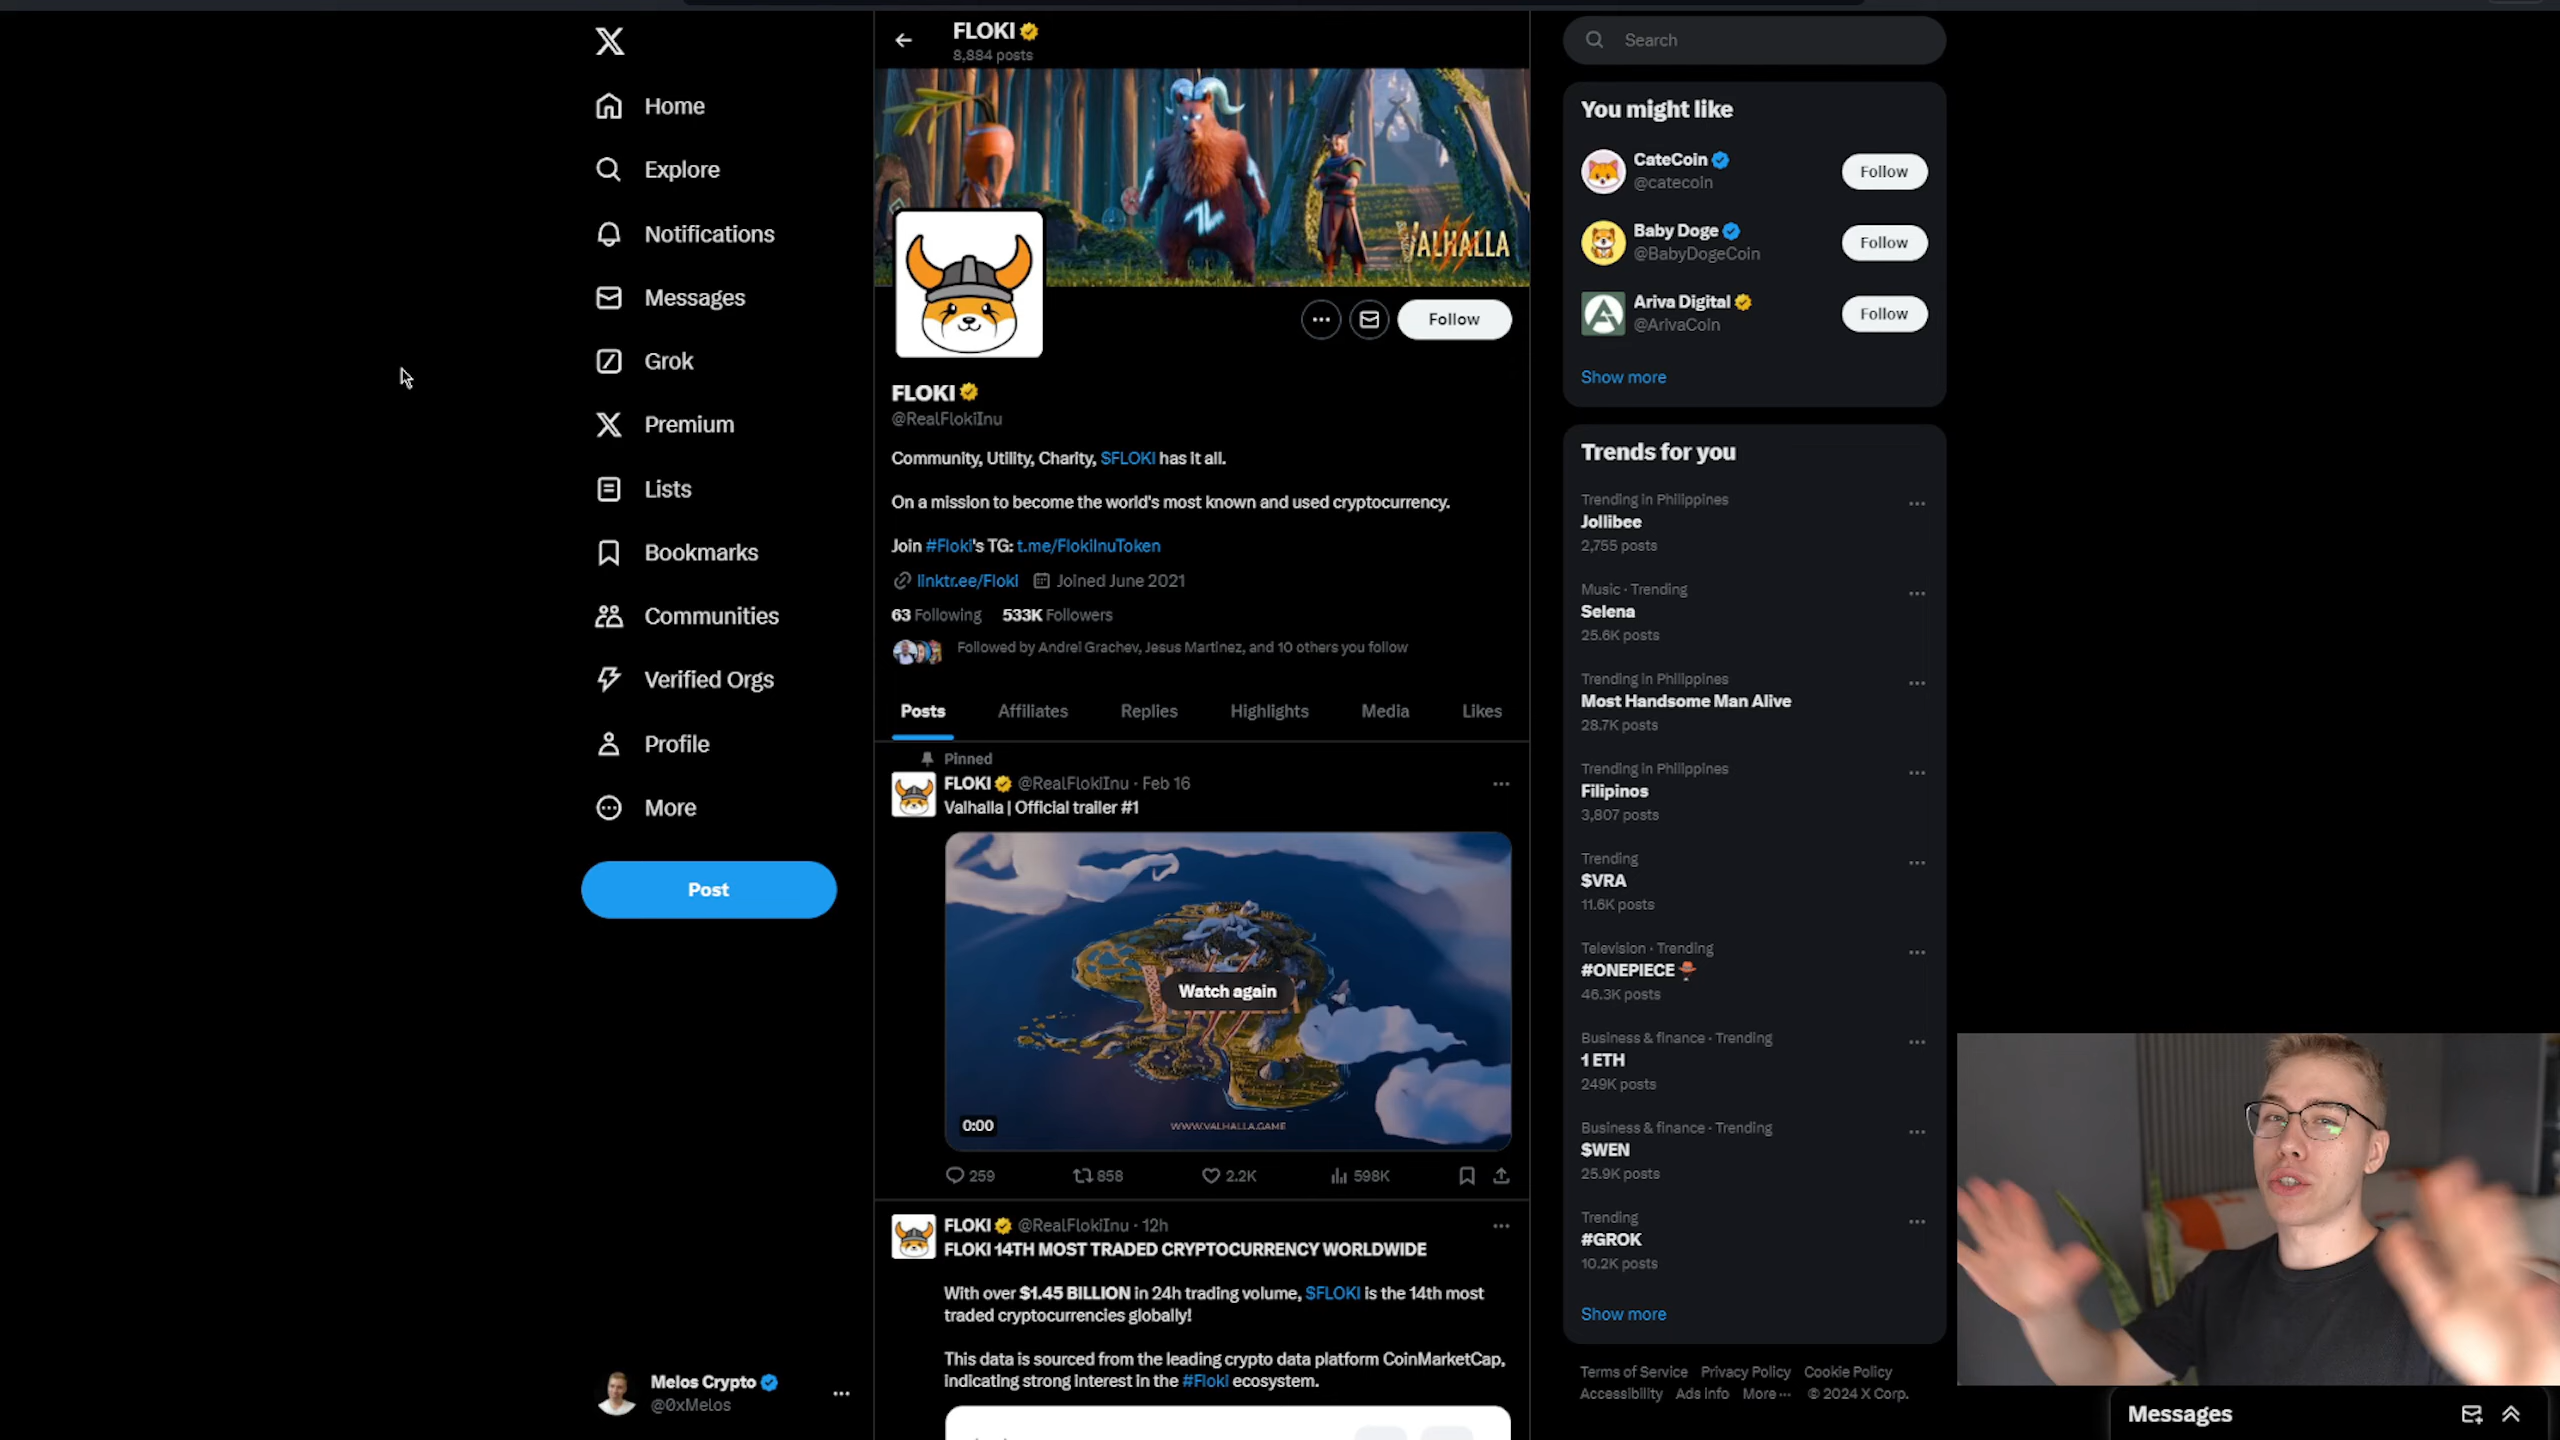 Home
Explore
Notifications
Messages
Grok
Premium
Lists
Bookmarks
Communities
Verified Orgs
Profile
More
Post
Melos Crypto
@0xMelos
FLOKI
8,884 posts
VALHALLA
Follow
FLOKI
@RealFlokiInu
Community, Utility, Charity, $FLOKI has it all.
On a mission to become the world's most known and used cryptocurrency.
Join #Floki's TG: t.me/FlokiInuToken
linktr.ee/Floki Joined June 2021
63 Following 533K Followers
Followed by Andrei Grachev, Jesus Martinez, and 10 others you follow
Posts Affiliates Replies Highlights Media Likes
Pinned
FLOKI @RealFlokiInu · Feb 16
Valhalla | Official trailer #1
Watch again
0:00
WWW.VALHALLA.GAME
259 858 2.2K 598K
FLOKI @RealFlokiInu · 12h
FLOKI 14TH MOST TRADED CRYPTOCURRENCY WORLDWIDE
With over $1.45 BILLION in 24h trading volume, $FLOKI is the 14th most
traded cryptocurrencies globally!
This data is sourced from the leading crypto data platform CoinMarketCap,
indicating strong interest in the #Floki ecosystem.
Search
You might like
CateCoin
@catecoin
Follow
Baby Doge
@BabyDogeCoin
Follow
Ariva Digital
@ArivaCoin
Follow
Show more
Trends for you
Trending in Philippines
Jollibee
2,755 posts
Music · Trending
Selena
25.6K posts
Trending in Philippines
Most Handsome Man Alive
28.7K posts
Trending in Philippines
Filipinos
3,807 posts
Trending
$VRA
11.6K posts
Television · Trending
#ONEPIECE
46.3K posts
Business & finance · Trending
1 ETH
249K posts
Business & finance · Trending
$WEN
25.9K posts
Trending
#GROK
10.2K posts
Show more
Terms of Service Privacy Policy Cookie Policy
Accessibility Ads info More ··· © 2024 X Corp.
Messages